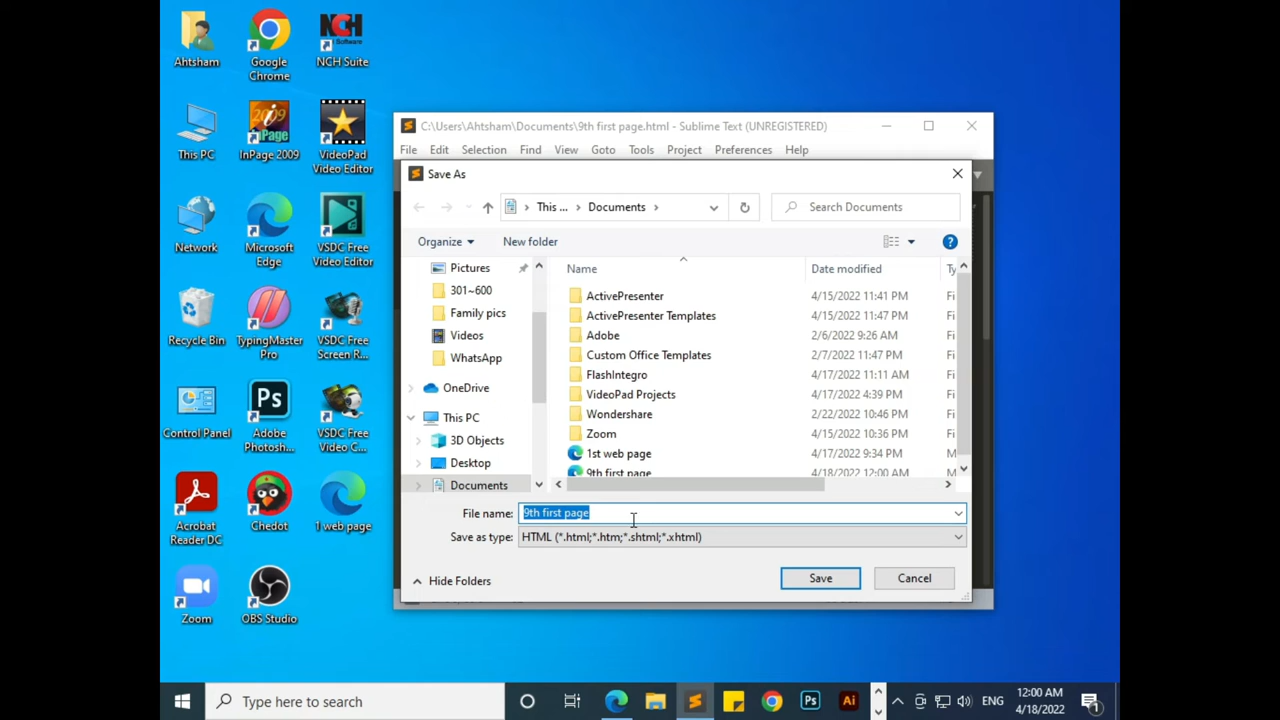 Ahtsham
Google Chrome
NCH Software
NCH Suite
This PC
2009 InPage
InPage 2009
VideoPad Video Editor
Network
Microsoft Edge
VSDC Free Video Editor
Recycle Bin
TypingMaster Pro
VSDC Free Screen R...
Control Panel
Ps
Adobe Photosh...
VSDC Free Video C...
Acrobat Reader DC
Chedot
1 web page
Zoom
OBS Studio
C:\Users\Ahtsham\Documents\9th first page.html - Sublime Text (UNREGISTERED)
File Edit Selection Find View Goto Tools Project Preferences Help
Save As
This ... Documents
Search Documents
Organize New folder
Pictures
301~600
Family pics
Videos
WhatsApp
OneDrive
This PC
3D Objects
Desktop
Documents
Name Date modified Ty
ActivePresenter 4/15/2022 11:41 PM Fi
ActivePresenter Templates 4/15/2022 11:47 PM Fi
Adobe 2/6/2022 9:26 AM Fi
Custom Office Templates 2/7/2022 11:47 PM Fi
FlashIntegro 4/17/2022 11:11 AM Fi
VideoPad Projects 4/17/2022 4:39 PM Fi
Wondershare 2/22/2022 10:46 PM Fi
Zoom 4/15/2022 10:36 PM Fi
1st web page 4/17/2022 9:34 PM M
9th first page 4/18/2022 12:00 AM M
File name: 9th first page
Save as type: HTML (*.html;*.htm;*.shtml;*.xhtml)
Hide Folders
Save
Cancel
Type here to search
Ps
Ai
ENG
12:00 AM
4/18/2022
1